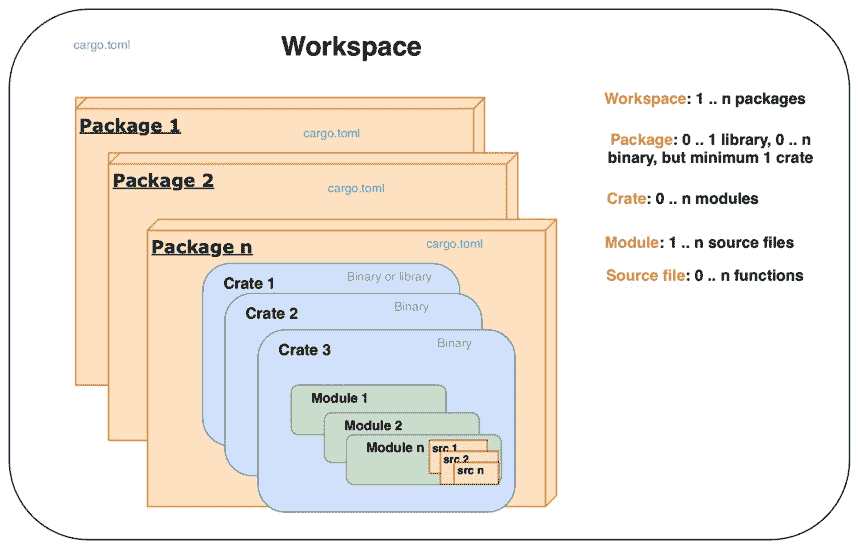 cargo.toml
Workspace
Package 1
cargo.toml
Package 2
cargo.toml
Package n
cargo.toml
Crate 1
Binary or library
Crate 2
Binary
Crate 3
Binary
Module 1
Module 2
Module n
src 1
src 2
src n
Workspace: 1 .. n packages
Package: 0 .. 1 library, 0 .. n
binary, but minimum 1 crate
Crate: 0 .. n modules
Module: 1 .. n source files
Source file: 0 .. n functions